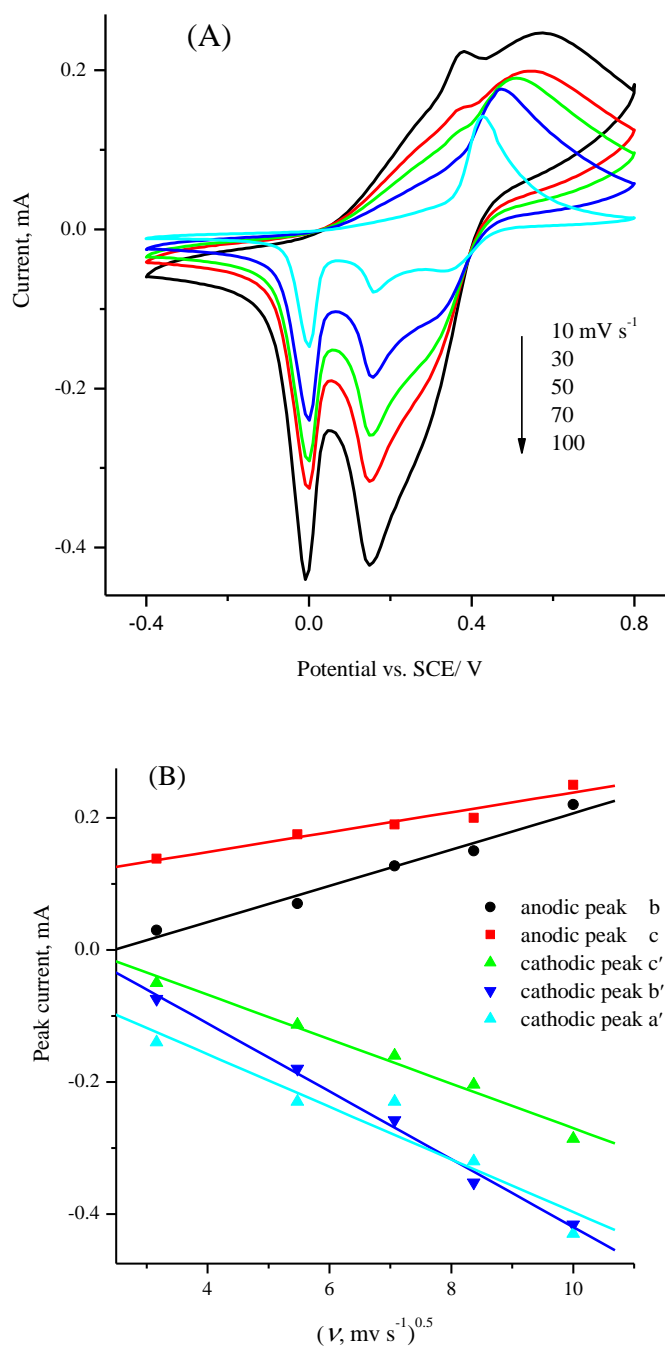 (A)
0.2
0.0
-0.2
-0.4
Current, mA
10 mV s⁻¹
30
50
70
100
-0.4 0.0 0.4 0.8
Potential vs. SCE/ V
(B)
0.2
0.0
-0.2
-0.4
Peak current, mA
anodic peak b
anodic peak c
cathodic peak c'
cathodic peak b'
cathodic peak a'
4 6 8 10
(ν, mv s⁻¹)⁰·⁵